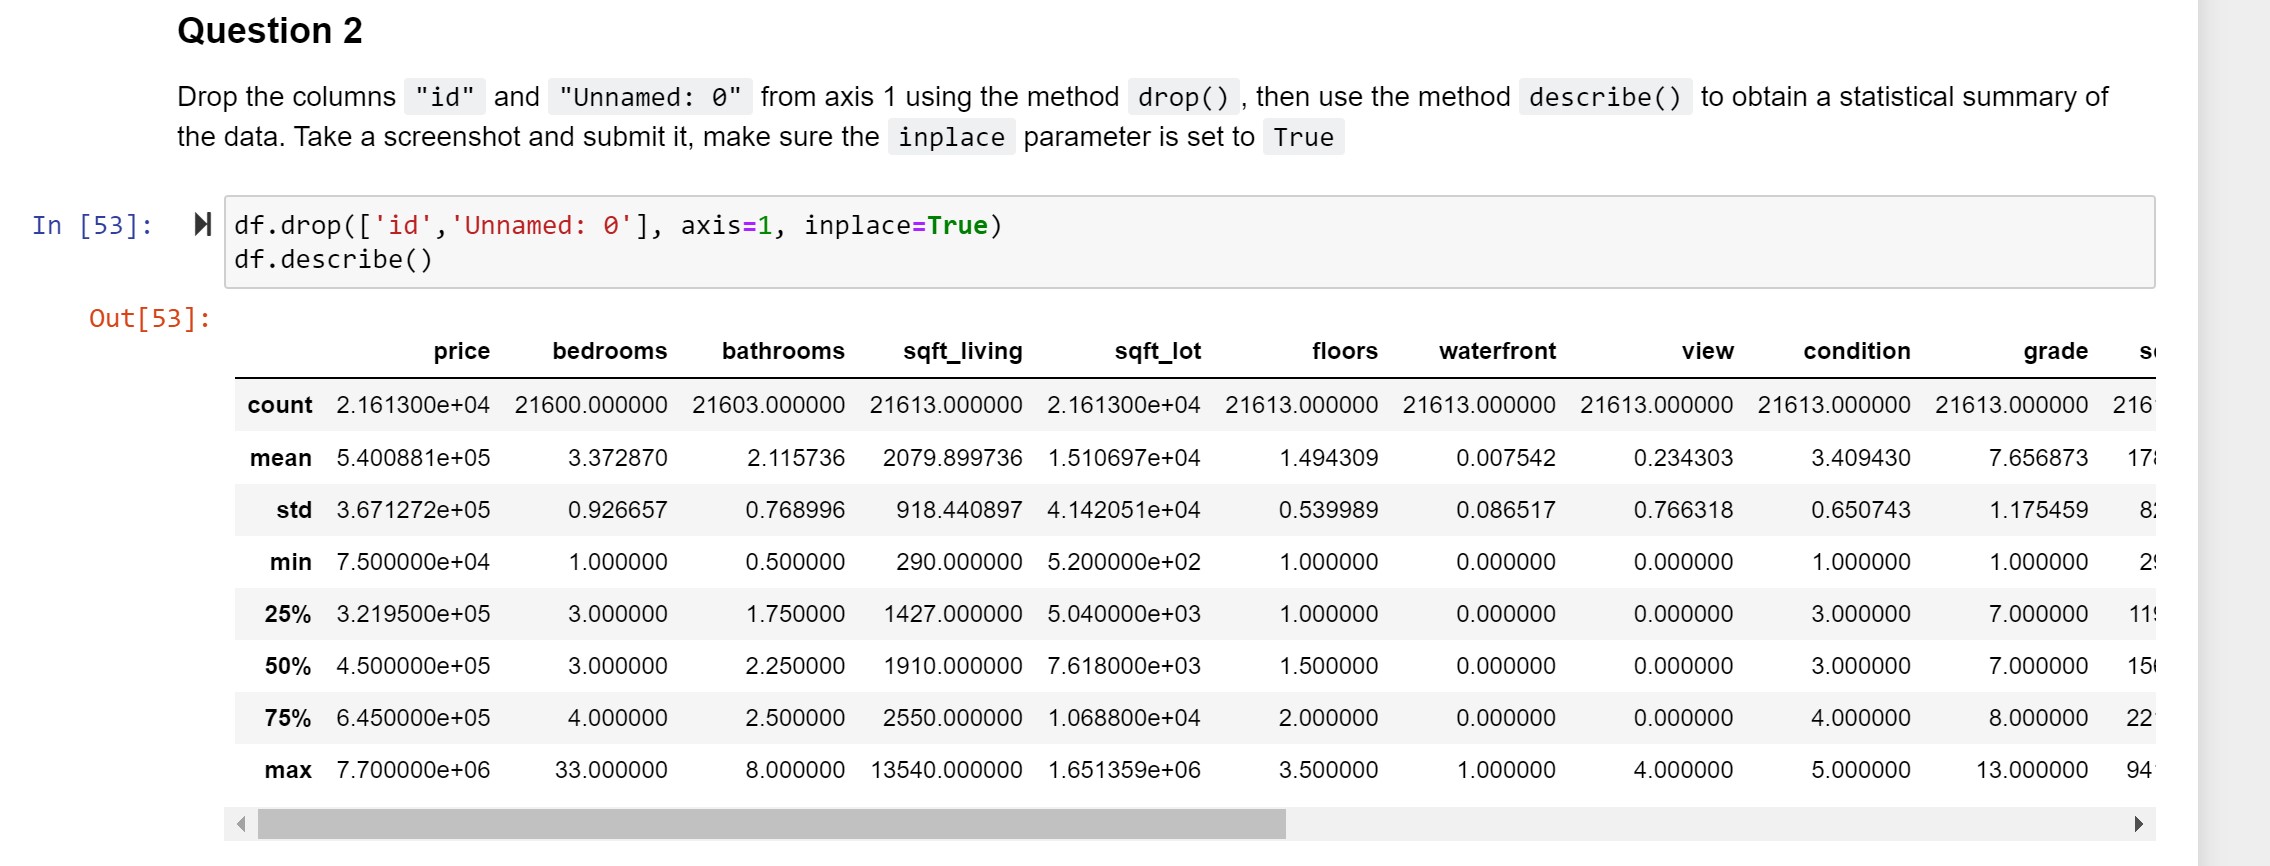 Question 2
Drop the columns "id" and "Unnamed: 0" from axis 1 using the method drop() , then use the method describe() to obtain a statistical summary of
the data. Take a screenshot and submit it, make sure the inplace parameter is set to True
In [53]: df.drop(['id','Unnamed: 0'], axis=1, inplace=True)
df.describe()
Out[53]:
price bedrooms bathrooms sqft_living sqft_lot floors waterfront view condition grade
count 2.161300e+04 21600.000000 21603.000000 21613.000000 2.161300e+04 21613.000000 21613.000000 21613.000000 21613.000000 21613.000000 216
mean 5.400881e+05 3.372870 2.115736 2079.899736 1.510697e+04 1.494309 0.007542 0.234303 3.409430 7.656873 17
std 3.671272e+05 0.926657 0.768996 918.440897 4.142051e+04 0.539989 0.086517 0.766318 0.650743 1.175459 8
min 7.500000e+04 1.000000 0.500000 290.000000 5.200000e+02 1.000000 0.000000 0.000000 1.000000 1.000000 2
25% 3.219500e+05 3.000000 1.750000 1427.000000 5.040000e+03 1.000000 0.000000 0.000000 3.000000 7.000000 11
50% 4.500000e+05 3.000000 2.250000 1910.000000 7.618000e+03 1.500000 0.000000 0.000000 3.000000 7.000000 15
75% 6.450000e+05 4.000000 2.500000 2550.000000 1.068800e+04 2.000000 0.000000 0.000000 4.000000 8.000000 22
max 7.700000e+06 33.000000 8.000000 13540.000000 1.651359e+06 3.500000 1.000000 4.000000 5.000000 13.000000 94